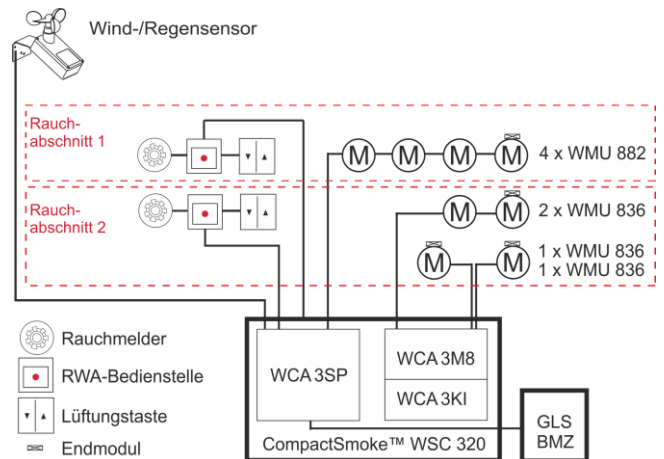 Wind-/Regensensor
Rauch-
abschnitt 1
M M M M 4 x WMU 882
Rauch-
abschnitt 2
M M 2 x WMU 836
M M 1 x WMU 836
1 x WMU 836
Rauchmelder
RWA-Bedienstelle
Lüftungstaste
Endmodul
WCA 3SP
WCA 3M8
WCA 3KI
CompactSmoke™ WSC 320
GLS
BMZ